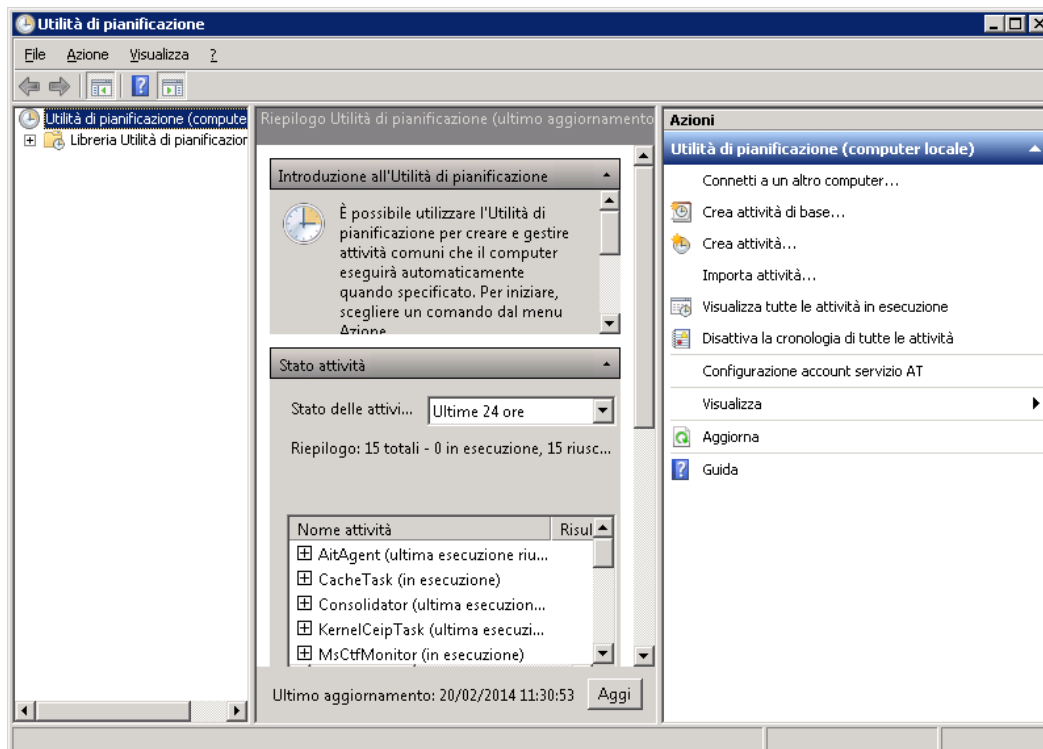 Utilità di pianificazione
File Azione Visualizza ?
Utilità di pianificazione (compute
Libreria Utilità di pianificazior
Riepilogo Utilità di pianificazione (ultimo aggiornamento
Introduzione all'Utilità di pianificazione
È possibile utilizzare l'Utilità di
pianificazione per creare e gestire
attività comuni che il computer
eseguirà automaticamente
quando specificato. Per iniziare,
scegliere un comando dal menu
Azione
Stato attività
Stato delle attivi... Ultime 24 ore
Riepilogo: 15 totali - 0 in esecuzione, 15 riusc...
Nome attività Risul
AitAgent (ultima esecuzione riu...
CacheTask (in esecuzione)
Consolidator (ultima esecuzion...
KernelCeipTask (ultima esecuzi...
MsCtfMonitor (in esecuzione)
Ultimo aggiornamento: 20/02/2014 11:30:53 Aggi
Azioni
Utilità di pianificazione (computer locale)
Connetti a un altro computer...
Crea attività di base...
Crea attività...
Importa attività...
Visualizza tutte le attività in esecuzione
Disattiva la cronologia di tutte le attività
Configurazione account servizio AT
Visualizza
Aggiorna
Guida